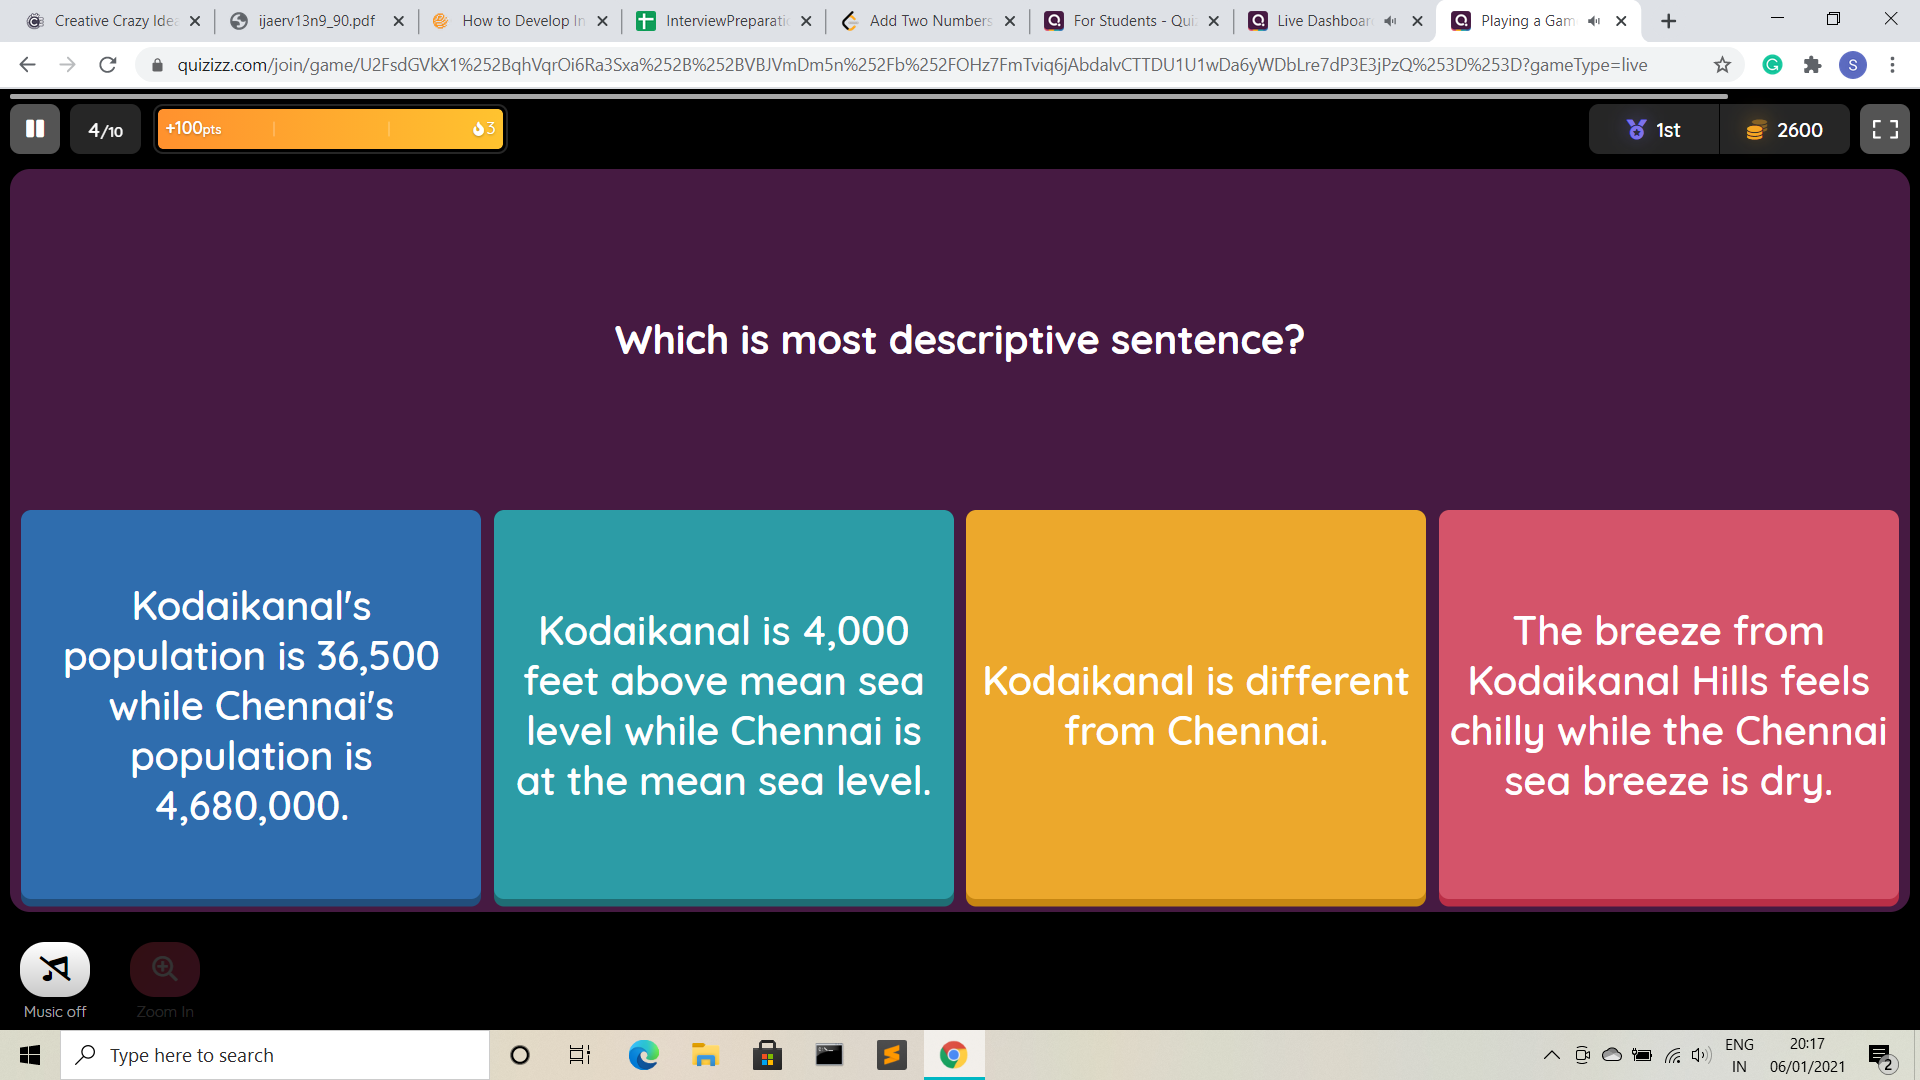 Creative Crazy Ide
ijaerv13n9_90.pdf
How to Develop In
InterviewPreparati
Add Two Numbers
For Students - Qui
Live Dashboar
Playing a Gam
quizizz.com/join/game/U2FsdGVkX1%252BqhVqrOi6Ra3Sxa%252B%252BVBJVmDm5n%252Fb%252FOHz7FmTviq6jAbdalvCTTDU1U1wDa6yWDbLre7dP3E3jPzQ%253D%253D?gameType=live
S
4/10
+100pts
3
1st
2600
Which is most descriptive sentence?
Kodaikanal's
population is 36,500
while Chennai's
population is
4,680,000.
Kodaikanal is 4,000
feet above mean sea
level while Chennai is
at the mean sea level.
Kodaikanal is different
from Chennai.
The breeze from
Kodaikanal Hills feels
chilly while the Chennai
sea breeze is dry.
Music off
Zoom In
Type here to search
ENG
IN
20:17
06/01/2021
2